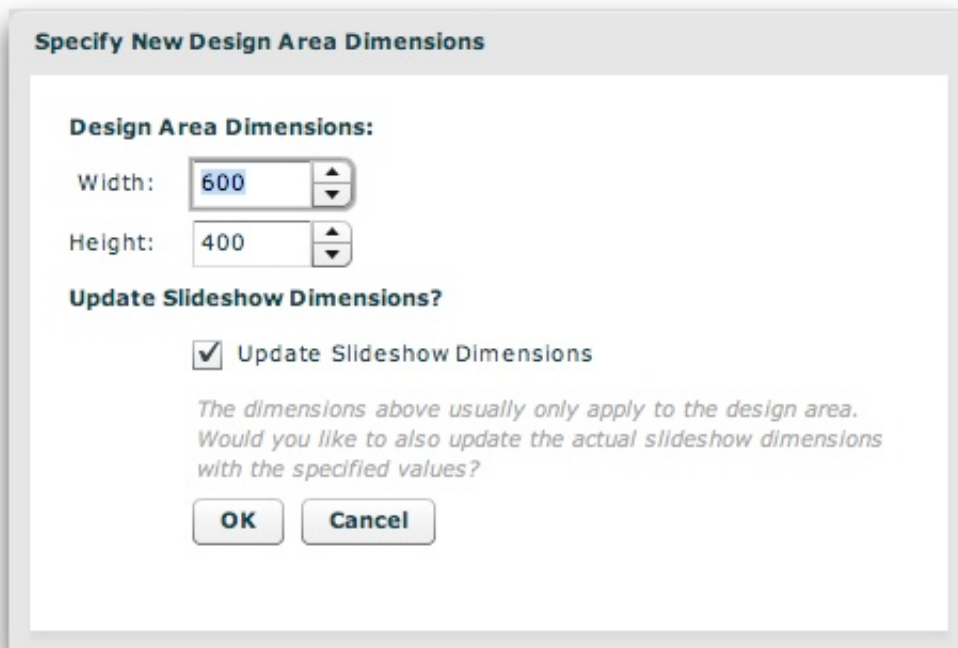 Specify New Design Area Dimensions
Design Area Dimensions:
Width: 600
Height: 400
Update Slideshow Dimensions?
Update Slideshow Dimensions
The dimensions above usually only apply to the design area.
Would you like to also update the actual slideshow dimensions
with the specified values?
OK Cancel